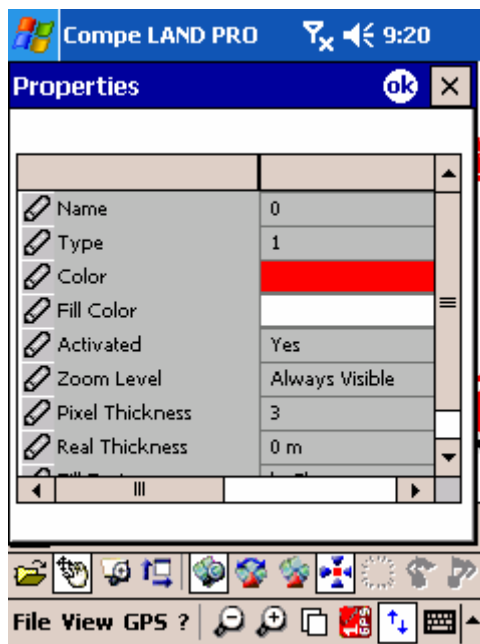 Compe LAND PRO 9:20
Properties ok
Name 0
Type 1
Color
Fill Color
Activated Yes
Zoom Level Always Visible
Pixel Thickness 3
Real Thickness 0 m
File View GPS ? GPS